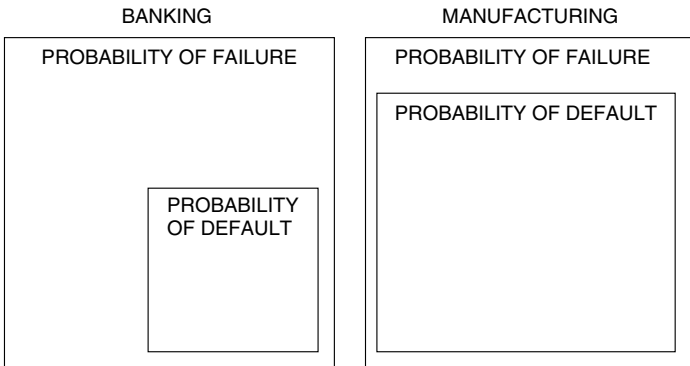 BANKING
PROBABILITY OF FAILURE
PROBABILITY
OF DEFAULT
MANUFACTURING
PROBABILITY OF FAILURE
PROBABILITY OF DEFAULT